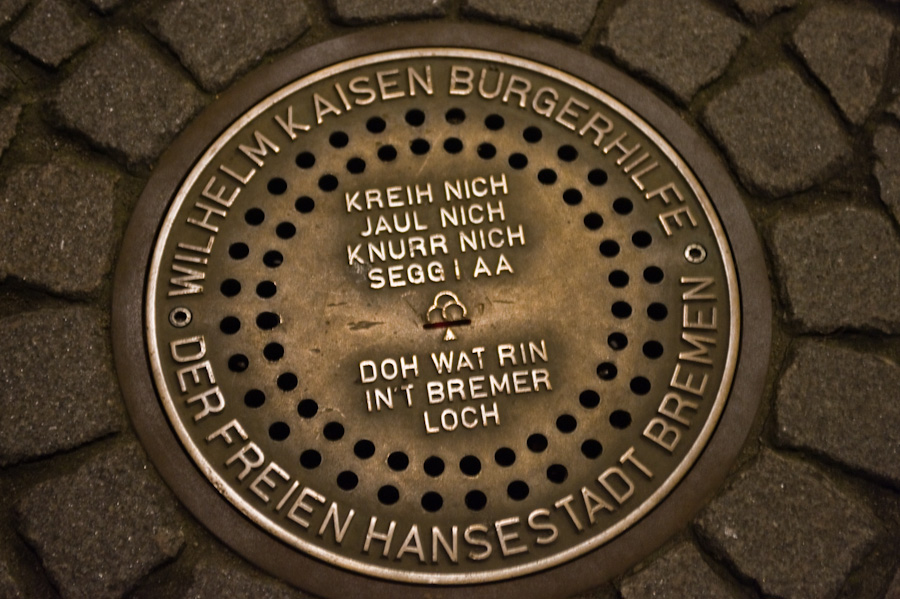 WILHELM KAISEN BÜRGERHILFE
KREIH NICH
JAUL NICH
KNURR NICH
SEGG I AA
DOH WAT RIN
IN'T BREMER
LOCH
DER FREIEN HANSESTADT BREMEN